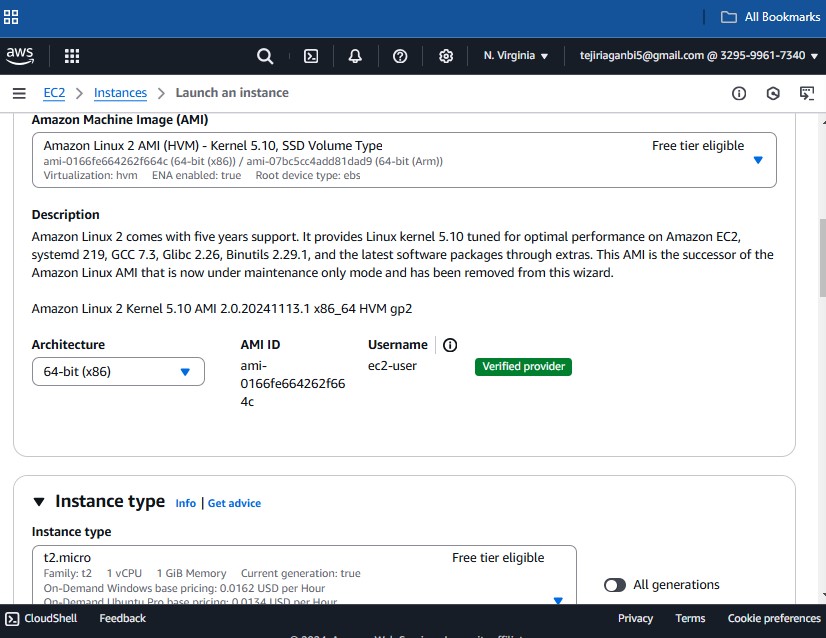 All Bookmarks
aws
N. Virginia
tejiriaganbi5@gmail.com @ 3295-9961-7340
EC2 > Instances > Launch an instance
Amazon Machine Image (AMI)
Amazon Linux 2 AMI (HVM) - Kernel 5.10, SSD Volume Type
Free tier eligible
ami-0166fe664262f664c (64-bit (x86)) / ami-07bc5cc4add81dad9 (64-bit (Arm))
Virtualization: hvm ENA enabled: true Root device type: ebs
Description
Amazon Linux 2 comes with five years support. It provides Linux kernel 5.10 tuned for optimal performance on Amazon EC2,
systemd 219, GCC 7.3, Glibc 2.26, Binutils 2.29.1, and the latest software packages through extras. This AMI is the successor of the
Amazon Linux AMI that is now under maintenance only mode and has been removed from this wizard.
Amazon Linux 2 Kernel 5.10 AMI 2.0.20241113.1 x86_64 HVM gp2
Architecture
64-bit (x86)
AMI ID
ami-
0166fe664262f66
4c
Username
ec2-user
Verified provider
Instance type Info | Get advice
Instance type
t2.micro
Free tier eligible
Family: t2 1 vCPU 1 GiB Memory Current generation: true
On-Demand Windows base pricing: 0.0162 USD per Hour
On-Demand Ubuntu Pro base pricing: 0.0134 USD per Hour
All generations
CloudShell
Feedback
Privacy
Terms
Cookie preferences